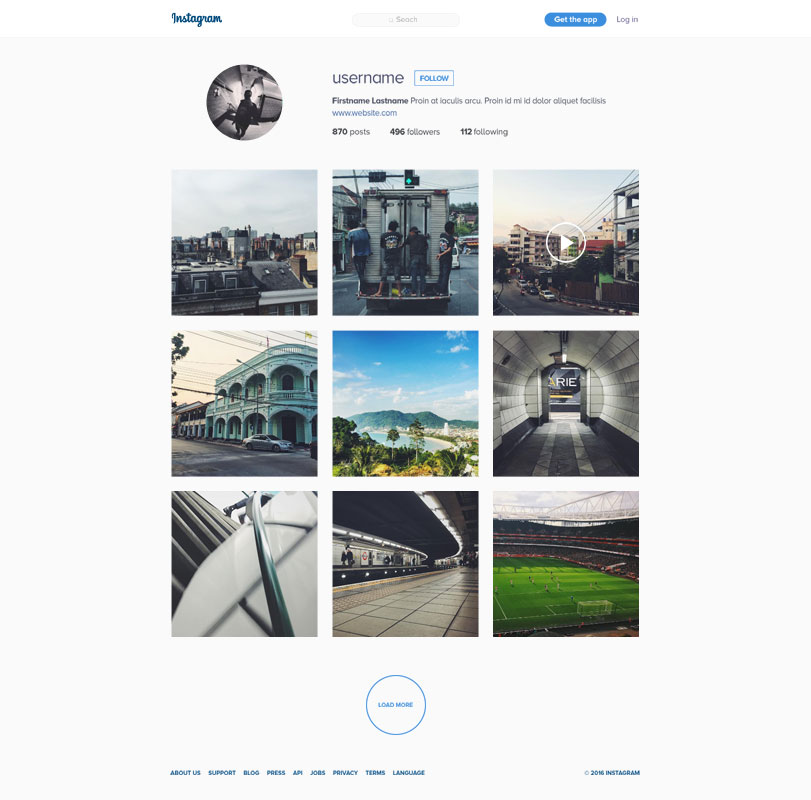 Instagram
Seach
Get the app
Log in
username
FOLLOW
Firstname Lastname Proin at iaculis arcu. Proin id mi id dolor aliquet facilisis
www.website.com
870 posts 496 followers 112 following
ARIE
LOAD MORE
ABOUT US SUPPORT BLOG PRESS API JOBS PRIVACY TERMS LANGUAGE
© 2016 INSTAGRAM